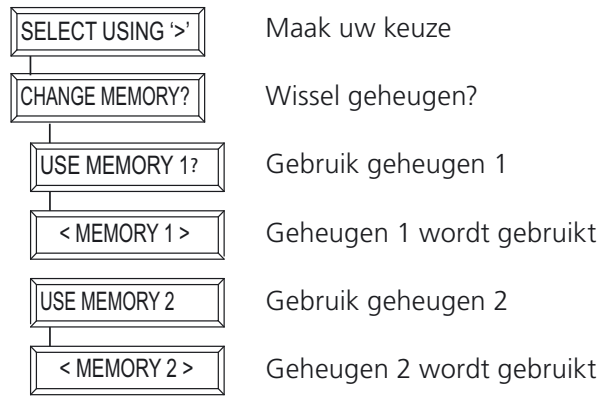 SELECT USING ‘>’ Maak uw keuze
CHANGE MEMORY? Wissel geheugen?
USE MEMORY 1? Gebruik geheugen 1
< MEMORY 1 > Geheugen 1 wordt gebruikt
USE MEMORY 2 Gebruik geheugen 2
< MEMORY 2 > Geheugen 2 wordt gebruikt